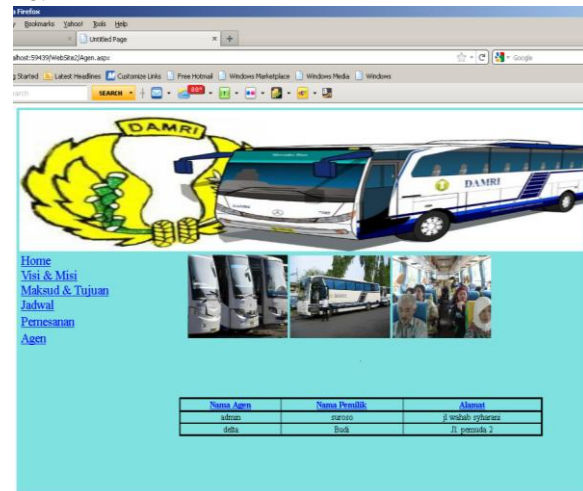 Firefox
Bookmarks Yahoo! Tools Help
Untitled Page
alhost:59439/WebSite2/Agen.aspx
Google
g Started Latest Headlines Customize Links Free Hotmail Windows Marketplace Windows Media Windows
SEARCH
80°
DAMRI
DAMRI
Home
Visi & Misi
Maksud & Tujuan
Jadwal
Pemesanan
Agen
Nama Agen Nama Pemilik Alamat
admin suroso jl wahab syharani
delta Budi Jl. pemuda 2